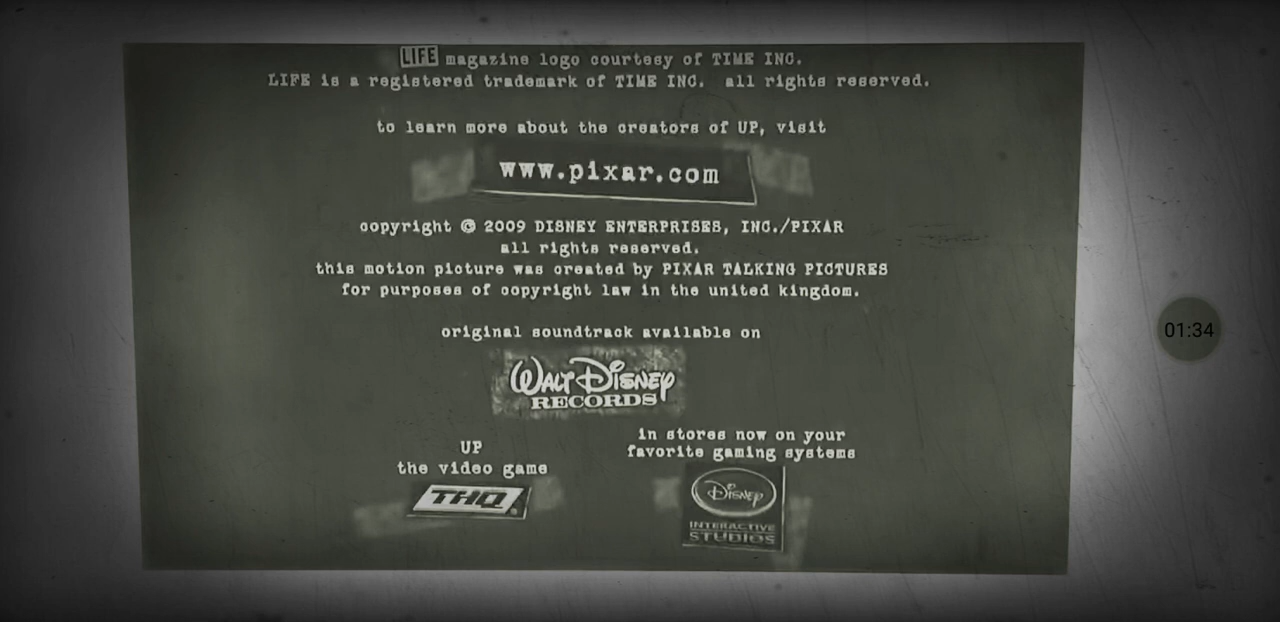 LIFE magazine logo courtesy of TIME INC.
LIFE is a registered trademark of TIME INC. all rights reserved.
to learn more about the creators of UP, visit
www.pixar.com
copyright © 2009 DISNEY ENTERPRISES, INC./PIXAR
all rights reserved.
this motion picture was created by PIXAR TALKING PICTURES
for purposes of copyright law in the united kingdom.
original soundtrack available on
WALT DISNEY
RECORDS
UP
the video game
THQ
in stores now on your
favorite gaming systems
Disney
INTERACTIVE
STUDIOS
01:34